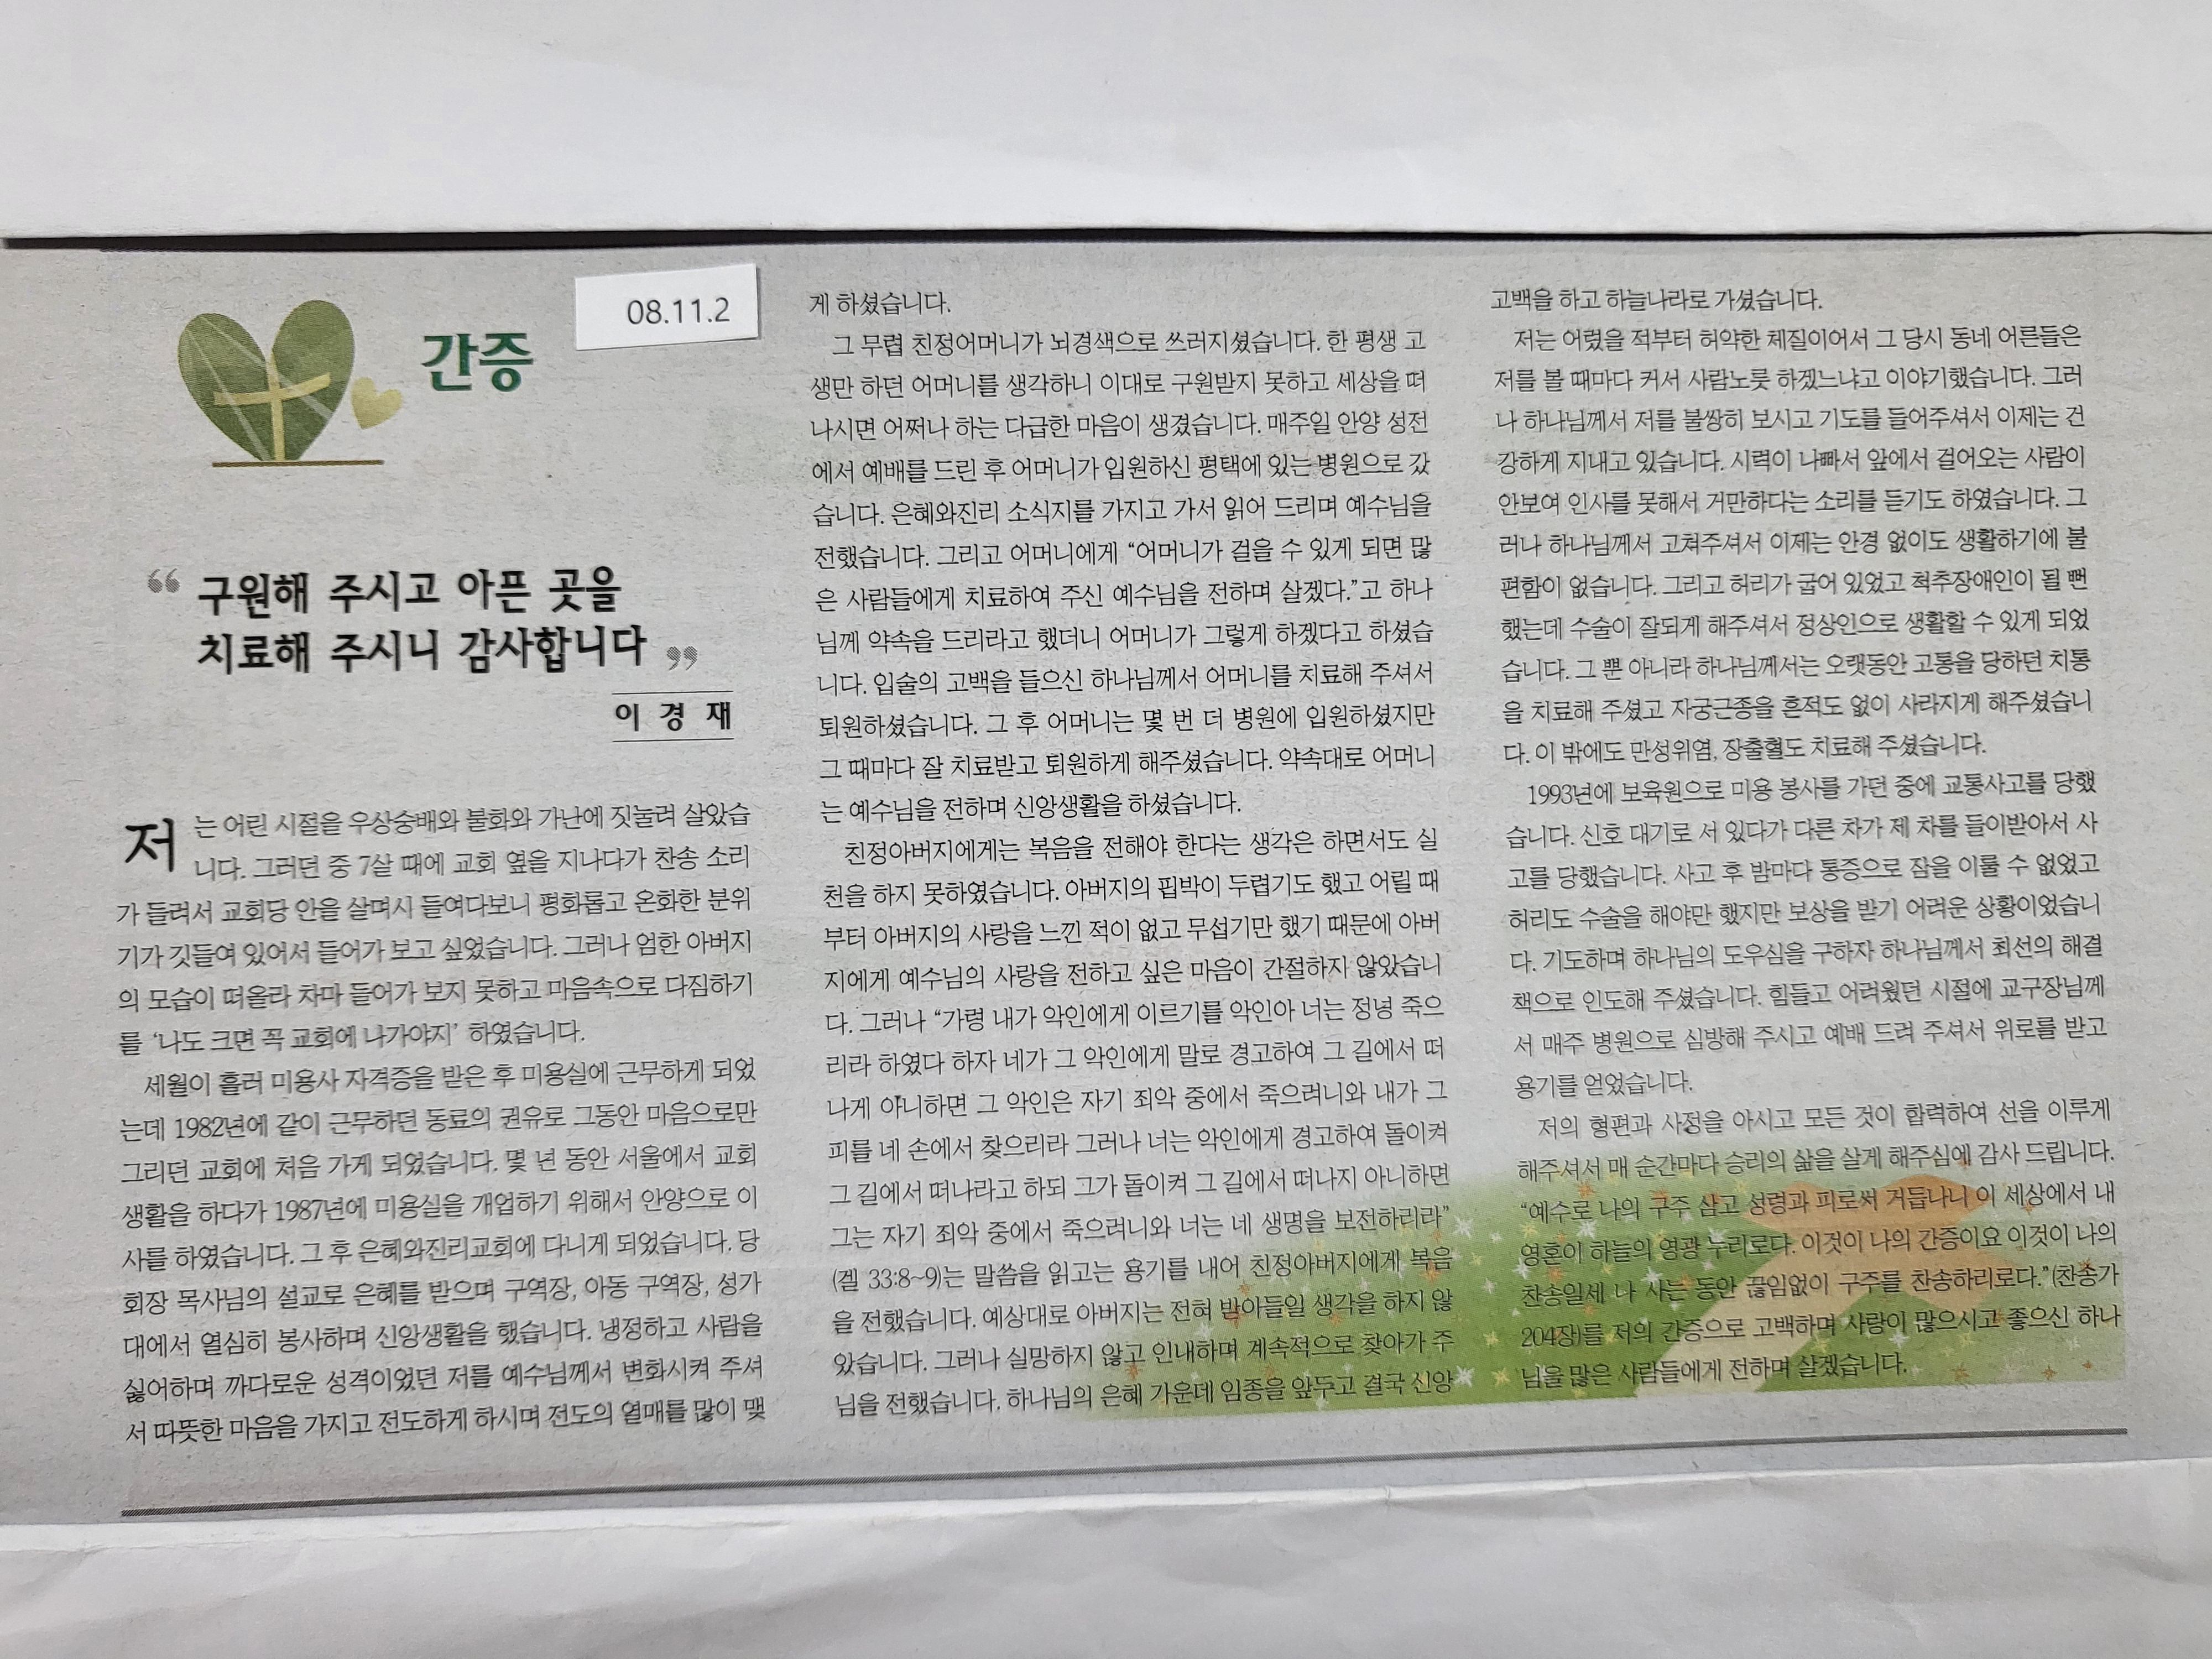 간증
08.11.2
“ 구원해 주시고 아픈 곳을
치료해 주시니 감사합니다 ”
이 경 재
저는 어린 시절을 우상숭배와 불화와 가난에 짓눌려 살았습
니다. 그러던 중 7살 때에 교회 옆을 지나다가 찬송 소리
가 들려서 교회당 안을 살며시 들여다보니 평화롭고 온화한 분위
기가 깃들여 있어서 들어가 보고 싶었습니다. 그러나 엄한 아버지
의 모습이 떠올라 차마 들어가 보지 못하고 마음속으로 다짐하기
를 ‘나도 크면 꼭 교회에 나가야지’ 하였습니다.
세월이 흘러 미용사 자격증을 받은 후 미용실에 근무하게 되었
는데 1982년에 같이 근무하던 동료의 권유로 그동안 마음으로만
그리던 교회에 처음 가게 되었습니다. 몇 년 동안 서울에서 교회
생활을 하다가 1987년에 미용실을 개업하기 위해서 안양으로 이
사를 하였습니다. 그 후 은혜와진리교회에 다니게 되었습니다. 당
회장 목사님의 설교로 은혜를 받으며 구역장, 아동 구역장, 성가
대에서 열심히 봉사하며 신앙생활을 했습니다. 냉정하고 사람을
싫어하며 까다로운 성격이었던 저를 예수님께서 변화시켜 주셔
서 따뜻한 마음을 가지고 전도하게 하시며 전도의 열매를 많이 맺
게 하셨습니다.
그 무렵 친정어머니가 뇌경색으로 쓰러지셨습니다. 한 평생 고
생만 하던 어머니를 생각하니 이대로 구원받지 못하고 세상을 떠
나시면 어쩌나 하는 다급한 마음이 생겼습니다. 매주일 안양 성전
에서 예배를 드린 후 어머니가 입원하신 평택에 있는 병원으로 갔
습니다. 은혜와진리 소식지를 가지고 가서 읽어 드리며 예수님을
전했습니다. 그리고 어머니에게 “어머니가 걸을 수 있게 되면 많
은 사람들에게 치료하여 주신 예수님을 전하며 살겠다.”고 하나
님께 약속을 드리라고 했더니 어머니가 그렇게 하겠다고 하셨습
니다. 입술의 고백을 들으신 하나님께서 어머니를 치료해 주셔서
퇴원하셨습니다. 그 후 어머니는 몇 번 더 병원에 입원하셨지만
그 때마다 잘 치료받고 퇴원하게 해주셨습니다. 약속대로 어머니
는 예수님을 전하며 신앙생활을 하셨습니다.
친정아버지에게는 복음을 전해야 한다는 생각은 하면서도 실
천을 하지 못하였습니다. 아버지의 핍박이 두렵기도 했고 어릴 때
부터 아버지의 사랑을 느낀 적이 없고 무섭기만 했기 때문에 아버
지에게 예수님의 사랑을 전하고 싶은 마음이 간절하지 않았습니
다. 그러나 “가령 내가 악인에게 이르기를 악인아 너는 정녕 죽으
리라 하였다 하자 네가 그 악인에게 말로 경고하여 그 길에서 떠
나게 아니하면 그 악인은 자기 죄악 중에서 죽으려니와 내가 그
피를 네 손에서 찾으리라 그러나 너는 악인에게 경고하여 돌이켜
그 길에서 떠나라고 하되 그가 돌이켜 그 길에서 떠나지 아니하면
그는 자기 죄악 중에서 죽으려니와 너는 네 생명을 보전하리라”
(겔 33:8~9)는 말씀을 읽고는 용기를 내어 친정아버지에게 복음
을 전했습니다. 예상대로 아버지는 전혀 받아들일 생각을 하지 않
았습니다. 그러나 실망하지 않고 인내하며 계속적으로 찾아가 주
님을 전했습니다. 하나님의 은혜 가운데 임종을 앞두고 결국 신앙
고백을 하고 하늘나라로 가셨습니다.
저는 어렸을 적부터 허약한 체질이어서 그 당시 동네 어른들은
저를 볼 때마다 커서 사람노릇 하겠느냐고 이야기했습니다. 그러
나 하나님께서 저를 불쌍히 보시고 기도를 들어주셔서 이제는 건
강하게 지내고 있습니다. 시력이 나빠서 앞에서 걸어오는 사람이
안보여 인사를 못해서 거만하다는 소리를 듣기도 하였습니다. 그
러나 하나님께서 고쳐주셔서 이제는 안경 없이도 생활하기에 불
편함이 없습니다. 그리고 허리가 굽어 있었고 척추장애인이 될 뻔
했는데 수술이 잘되게 해주셔서 정상인으로 생활할 수 있게 되었
습니다. 그 뿐 아니라 하나님께서는 오랫동안 고통을 당하던 치통
을 치료해 주셨고 자궁근종을 흔적도 없이 사라지게 해주셨습니
다. 이 밖에도 만성위염, 장출혈도 치료해 주셨습니다.
1993년에 보육원으로 미용 봉사를 가던 중에 교통사고를 당했
습니다. 신호 대기로 서 있다가 다른 차가 제 차를 들이받아서 사
고를 당했습니다. 사고 후 밤마다 통증으로 잠을 이룰 수 없었고
허리도 수술을 해야만 했지만 보상을 받기 어려운 상황이었습니
다. 기도하며 하나님의 도우심을 구하자 하나님께서 최선의 해결
책으로 인도해 주셨습니다. 힘들고 어려웠던 시절에 교구장님께
서 매주 병원으로 심방해 주시고 예배 드려 주셔서 위로를 받고
용기를 얻었습니다.
저의 형편과 사정을 아시고 모든 것이 합력하여 선을 이루게
해주셔서 매 순간마다 승리의 삶을 살게 해주심에 감사 드립니다.
“예수로 나의 구주 삼고 성령과 피로써 거듭나니 이 세상에서 내
영혼이 하늘의 영광 누리로다. 이것이 나의 간증이요 이것이 나의
찬송일세 나 사는 동안 끊임없이 구주를 찬송하리로다.”(찬송가
204장)를 저의 간증으로 고백하며 사랑이 많으시고 좋으신 하나
님을 많은 사람들에게 전하며 살겠습니다.